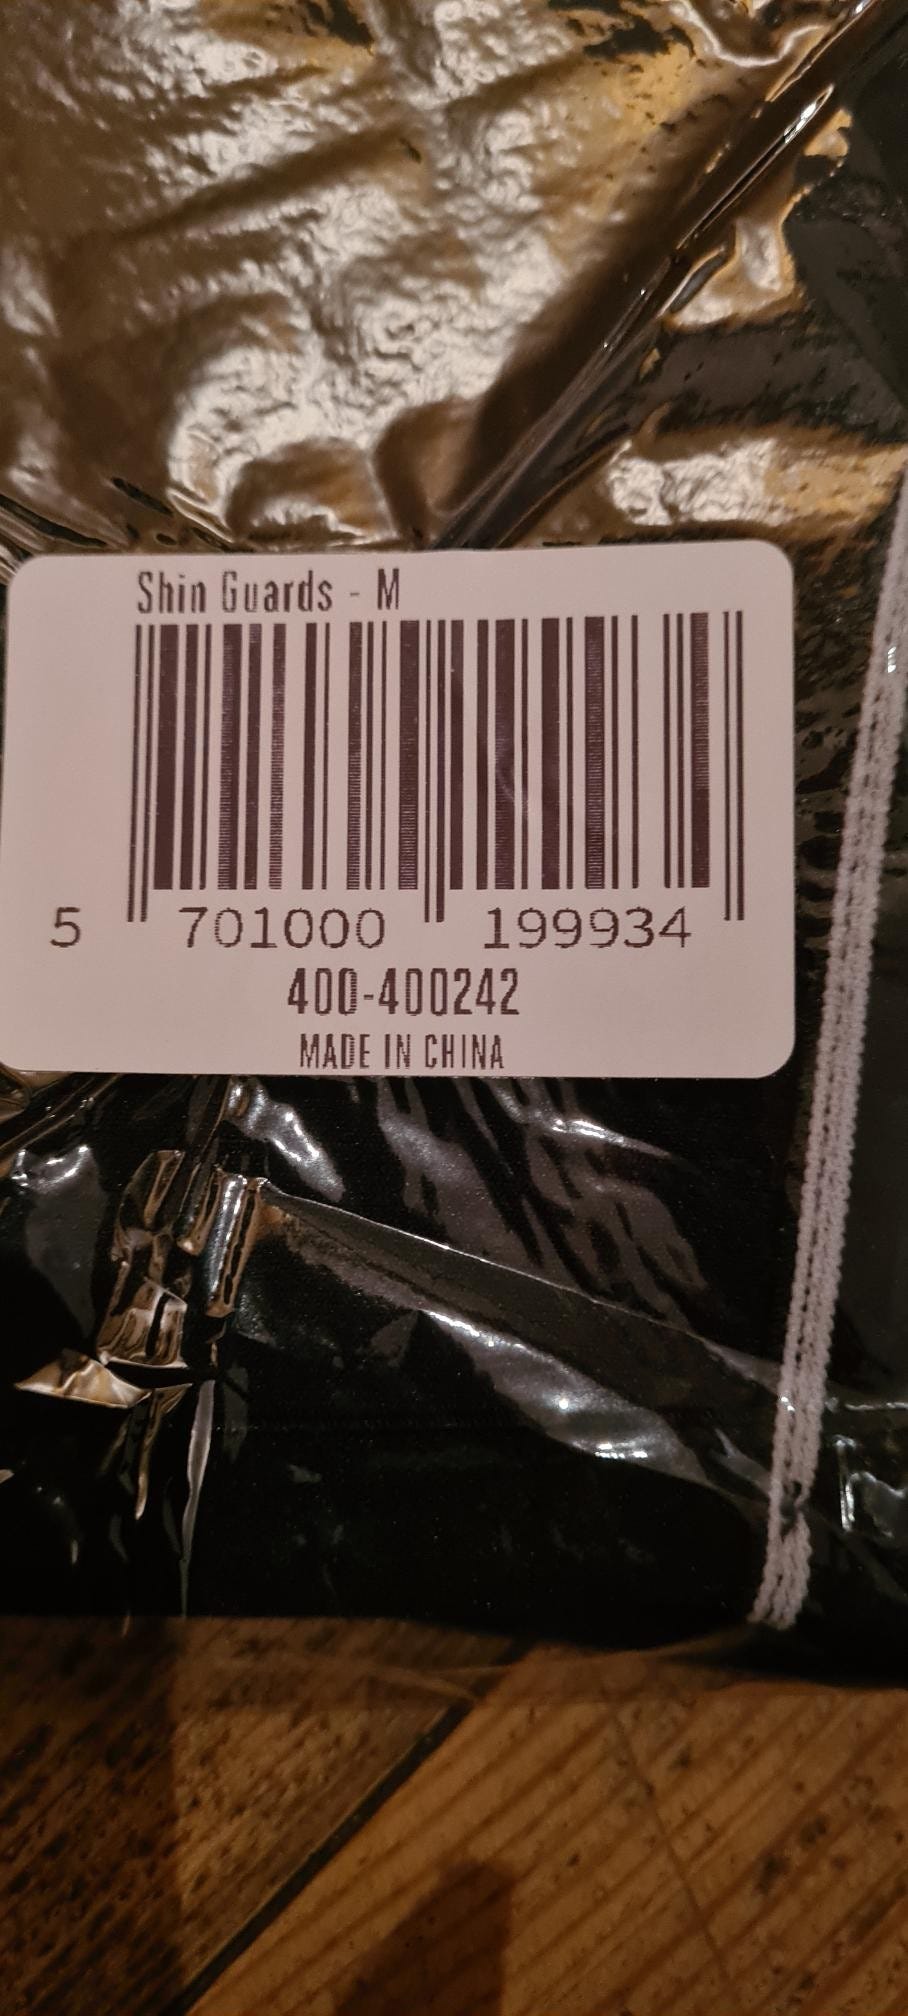 Shin Guards - M
5 701000 199934
400-400242
MADE IN CHINA